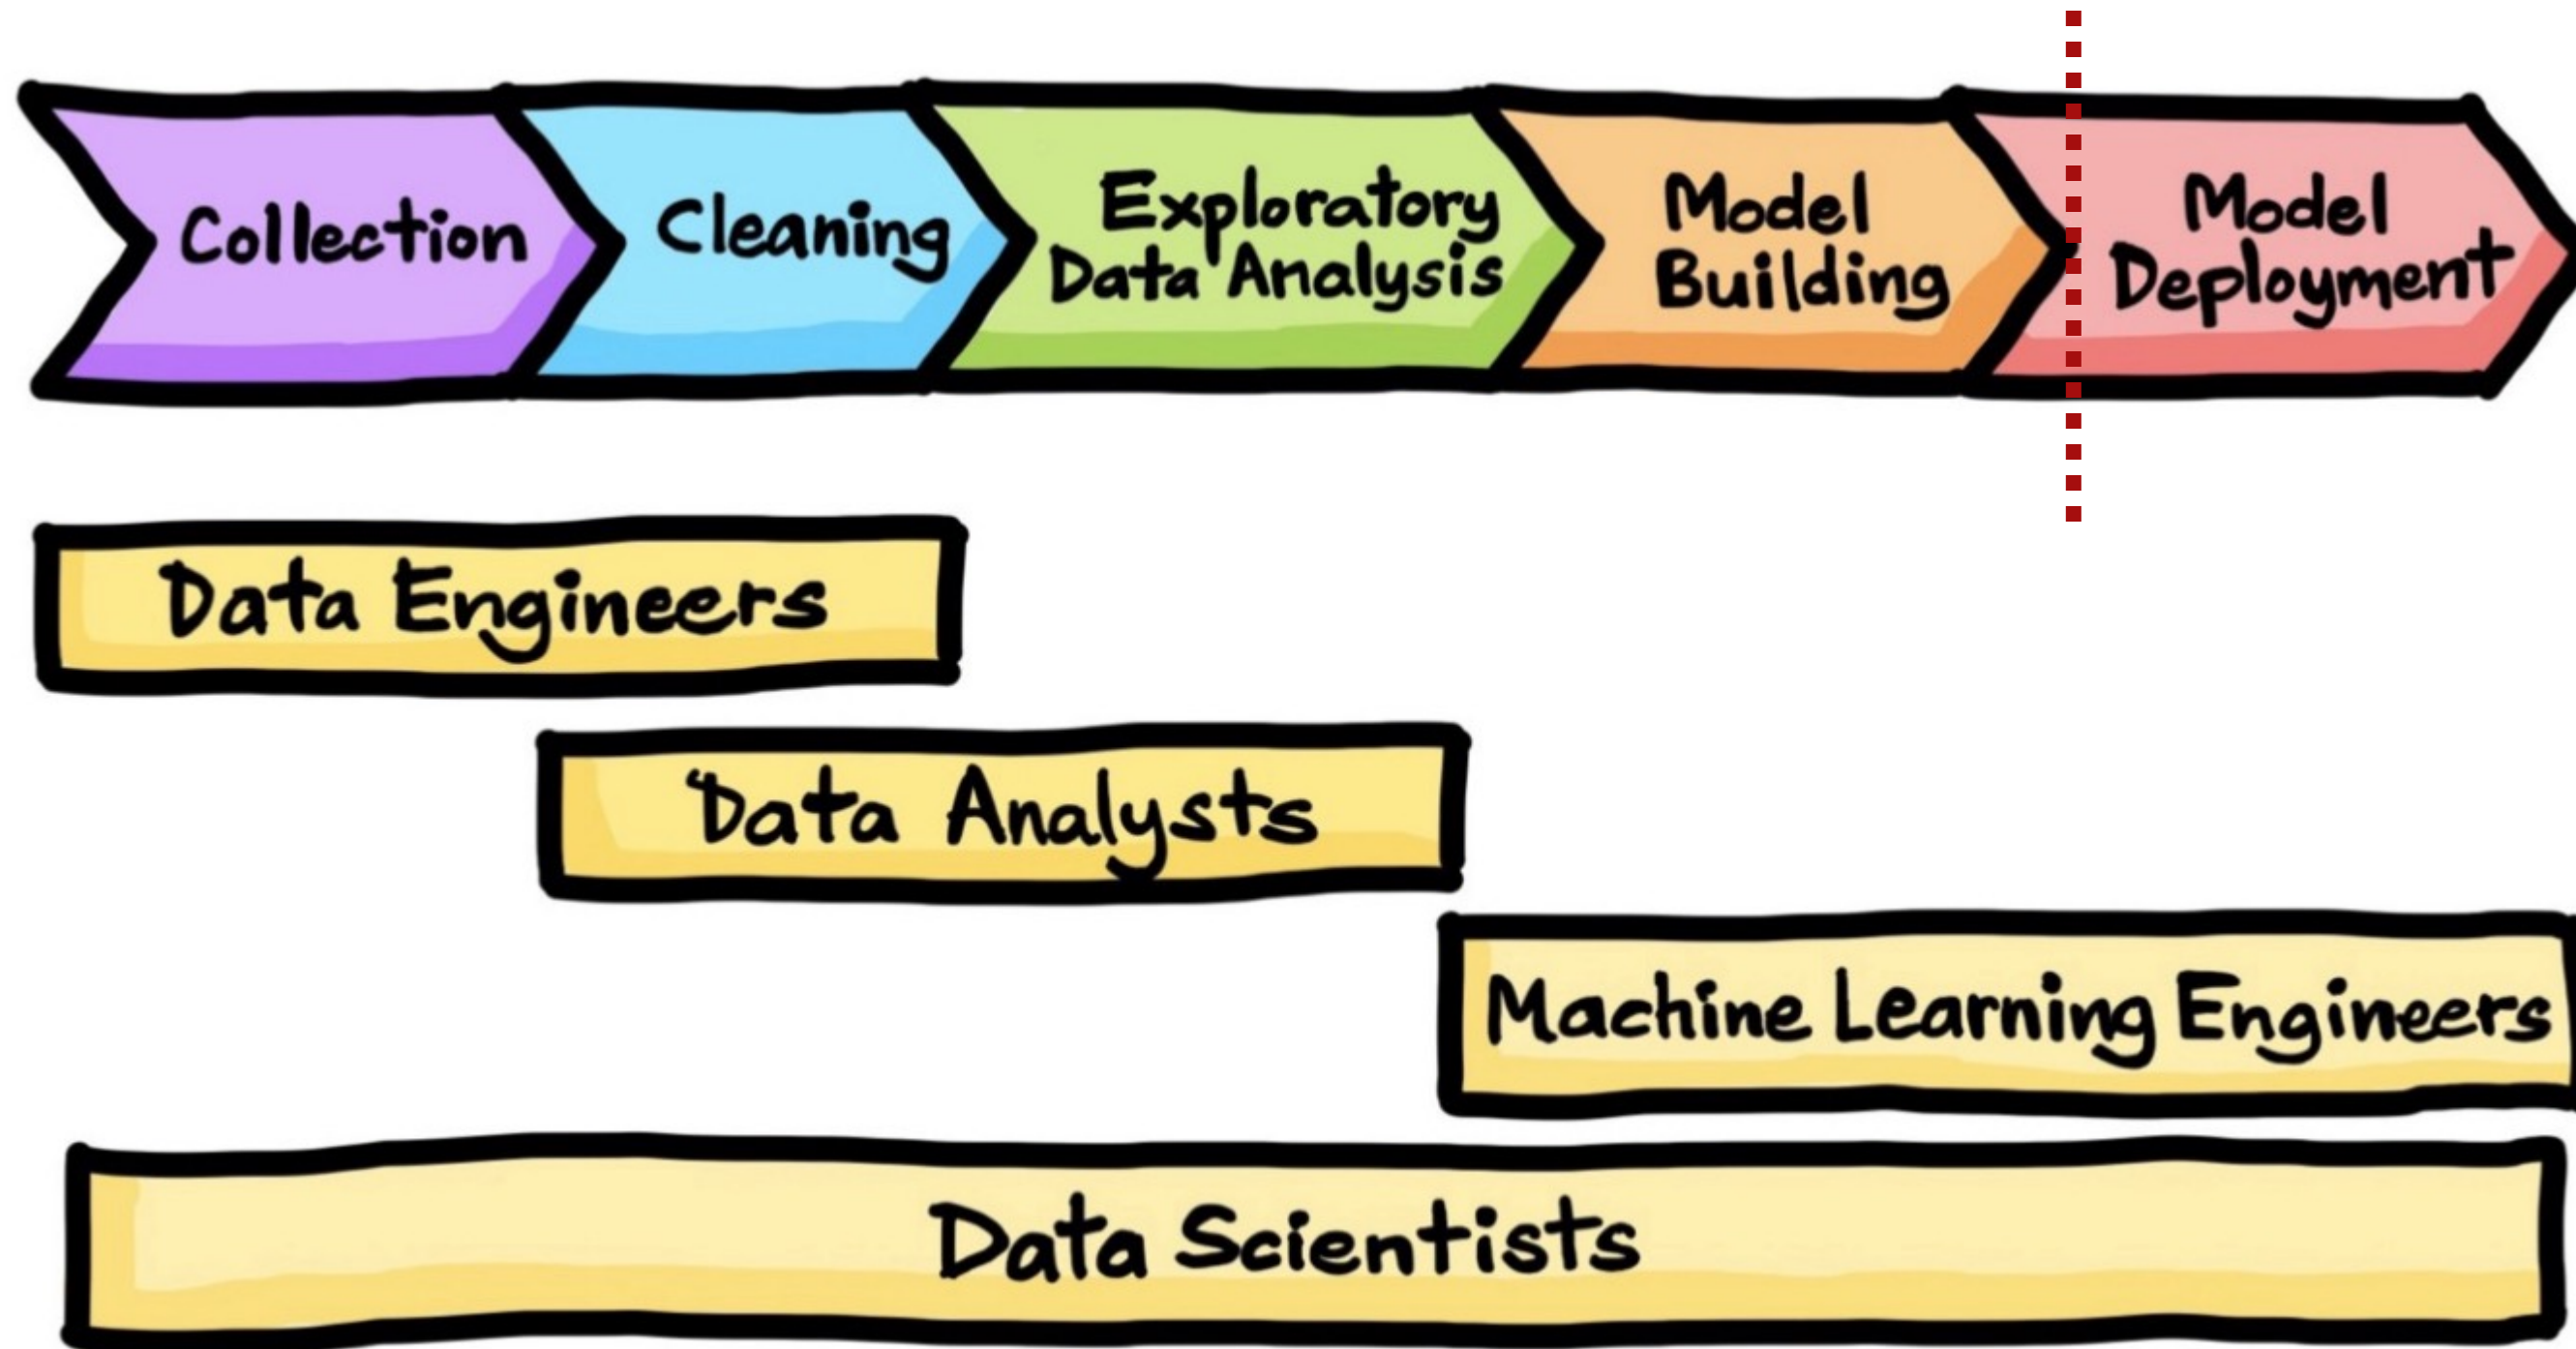 Collection
Cleaning
Exploratory
Data Analysis
Model
Building
Model
Deployment
Data Engineers
Data Analysts
Machine Learning Engineers
Data Scientists